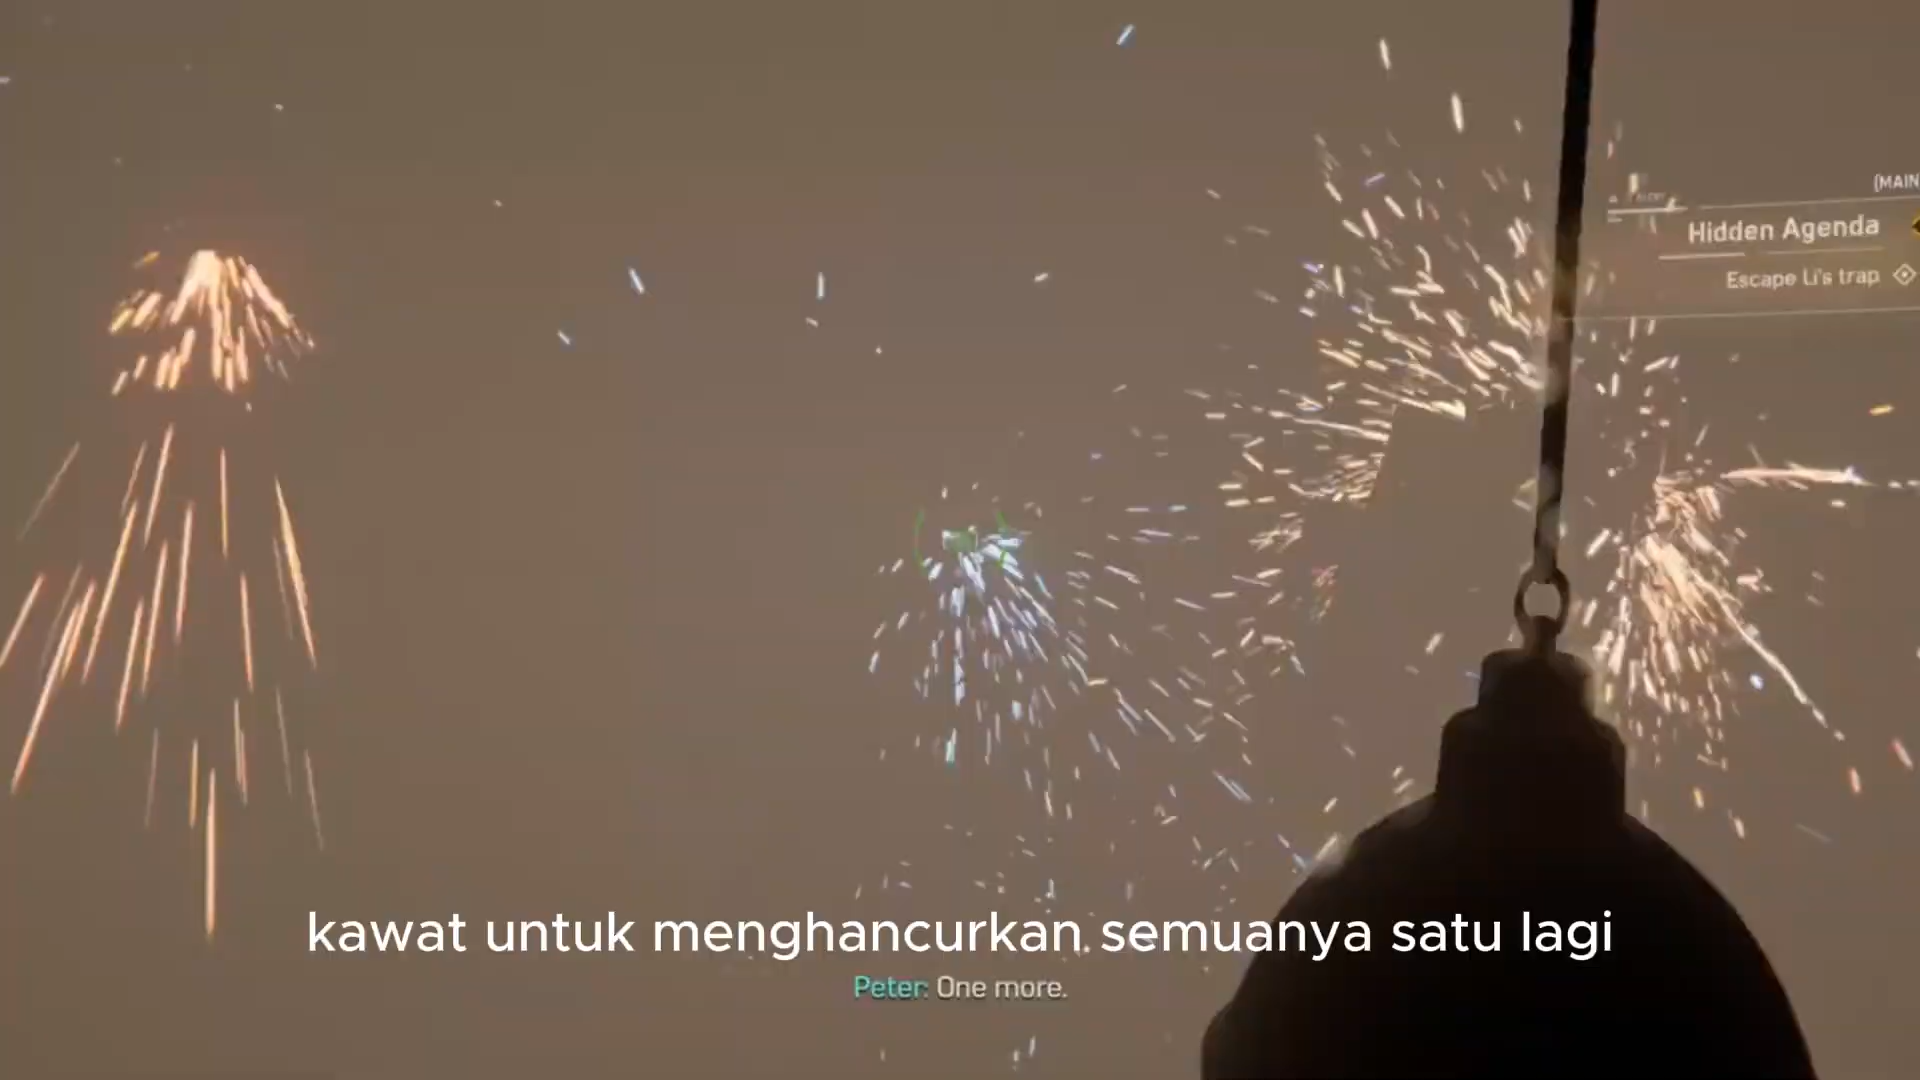 (MAIN
Hidden Agenda
Escape Li's trap
kawat untuk menghancurkan semuanya satu lagi
Peter: One more.